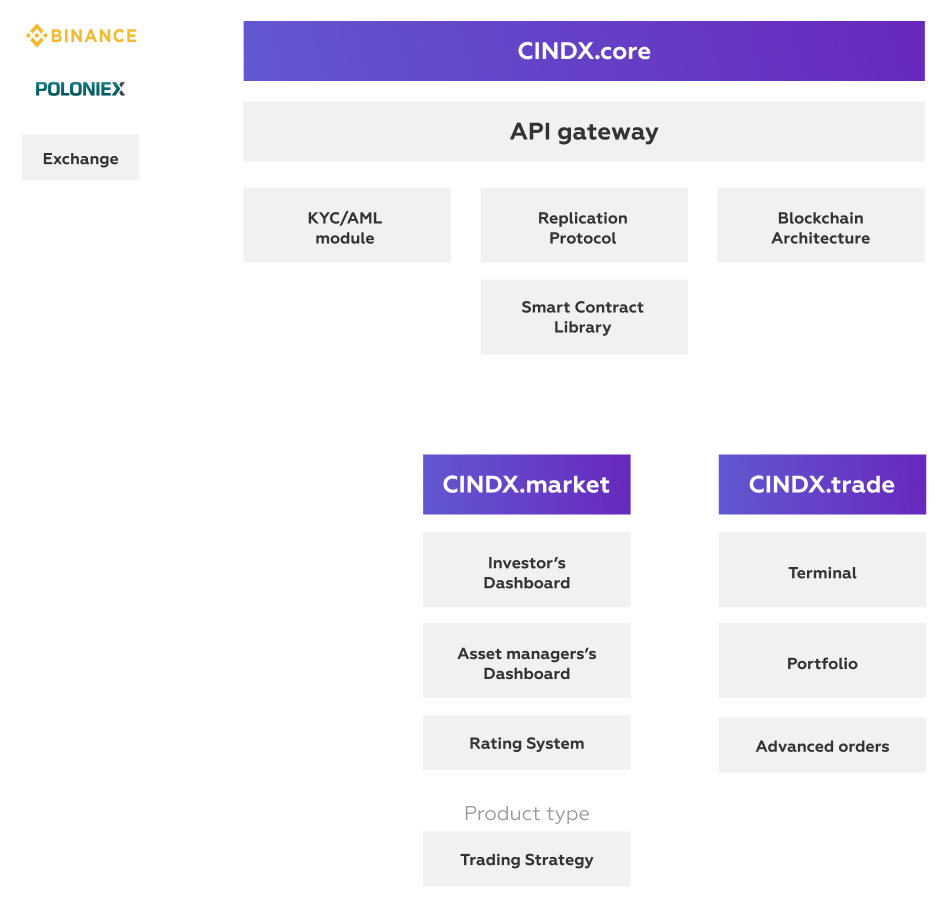 BINANCE
POLONIEX
Exchange
CINDX.core
API gateway
KYC/AML
module
Replication
Protocol
Blockchain
Architecture
Smart Contract
Library
CINDX.market
Investor’s
Dashboard
Asset managers’s
Dashboard
Rating System
Product type
Trading Strategy
CINDX.trade
Terminal
Portfolio
Advanced orders